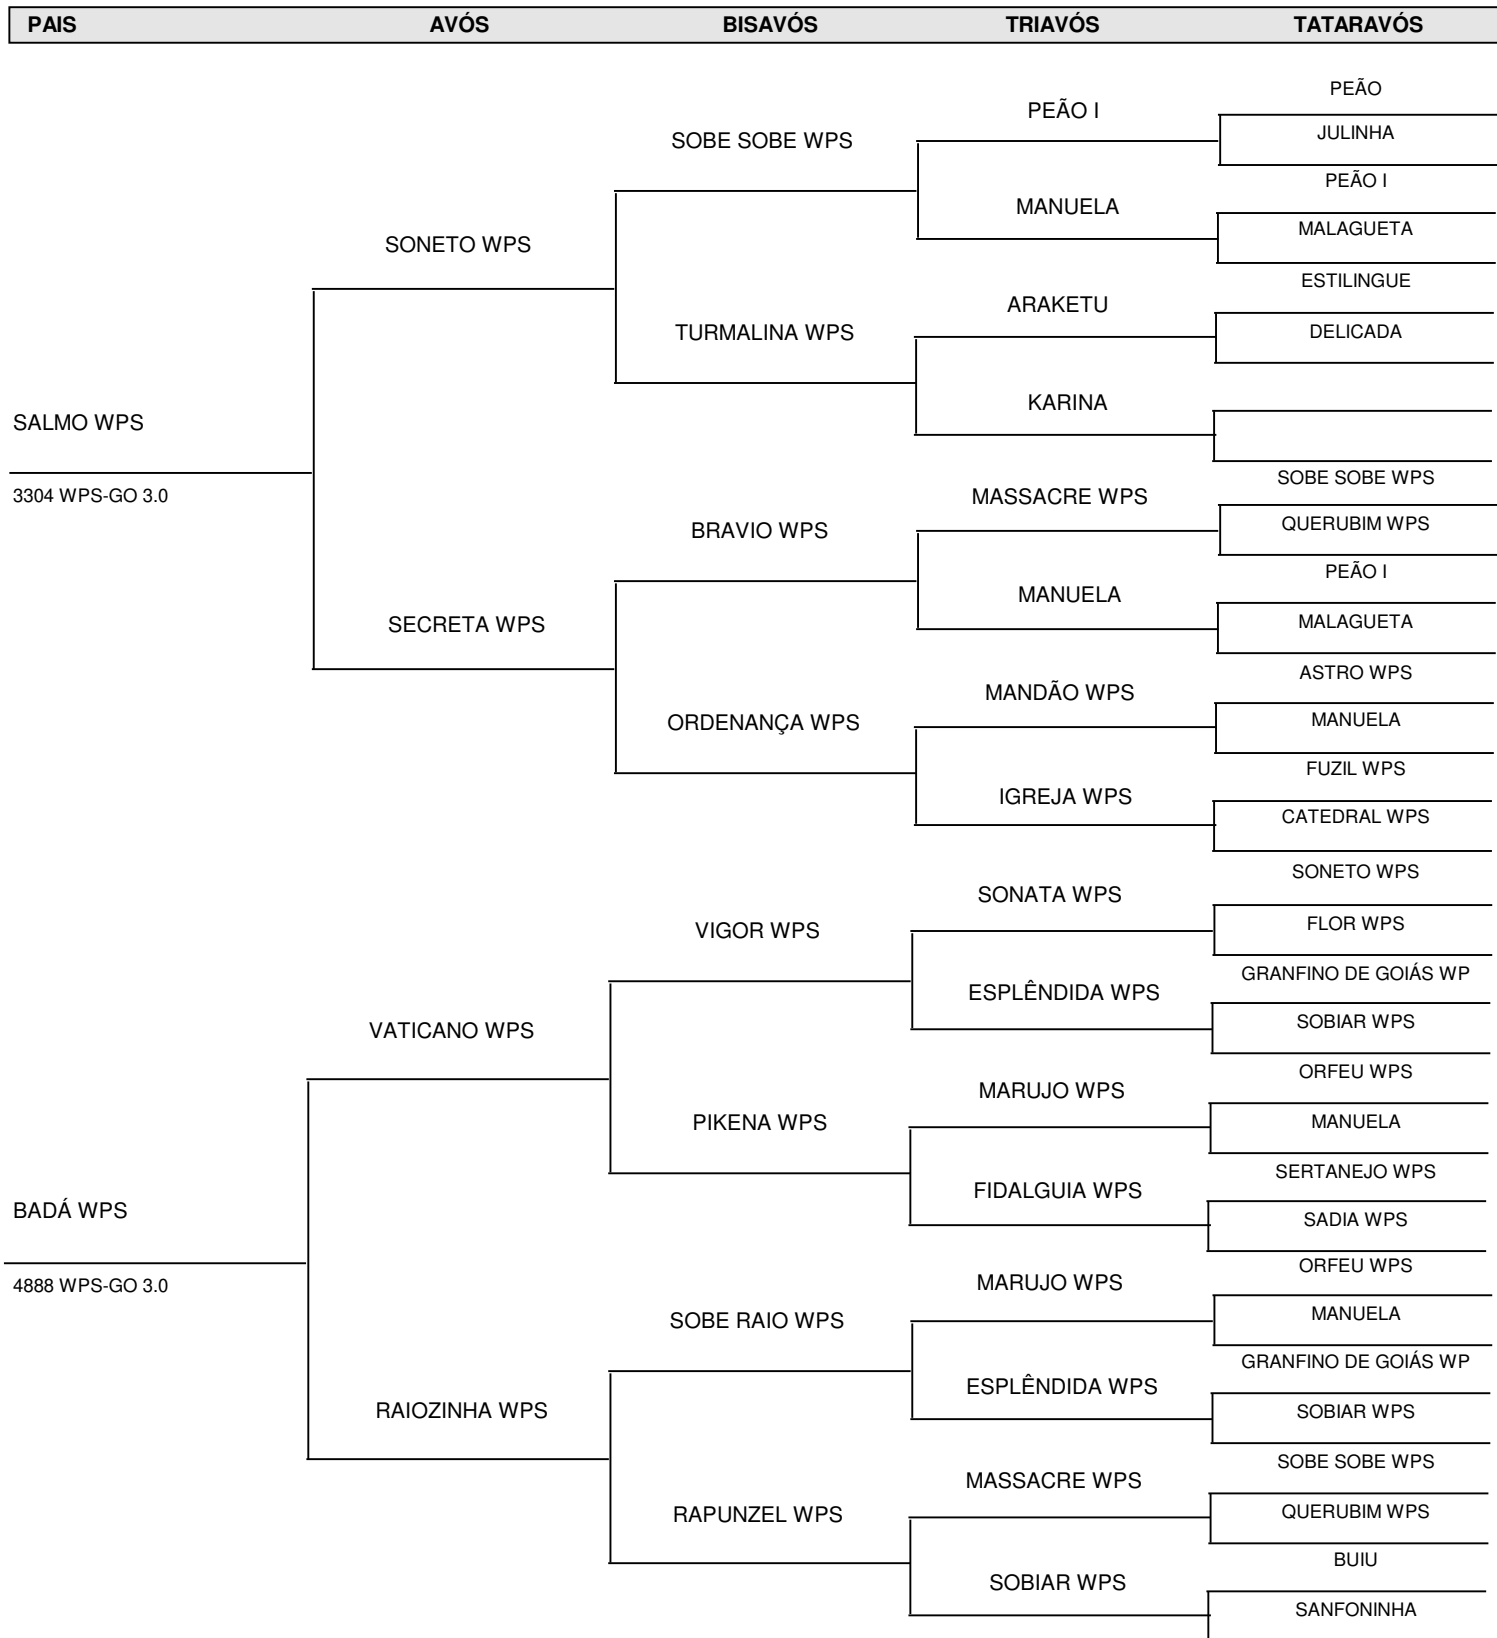 PAIS AVÓS BISAVÓS TRIAVÓS TATARAVÓS
PEÃO
PEÃO I
JULINHA
SOBE SOBE WPS
PEÃO I
MANUELA
MALAGUETA
SONETO WPS
ESTILINGUE
ARAKETU
TURMALINA WPS
DELICADA
KARINA
SALMO WPS
SOBE SOBE WPS
3304 WPS-GO 3.0
MASSACRE WPS
QUERUBIM WPS
BRAVIO WPS
PEÃO I
MANUELA
MALAGUETA
SECRETA WPS
ASTRO WPS
MANDÃO WPS
MANUELA
ORDENANÇA WPS
FUZIL WPS
IGREJA WPS
CATEDRAL WPS
SONETO WPS
SONATA WPS
FLOR WPS
VIGOR WPS
GRANFINO DE GOIÁS WP
ESPLÊNDIDA WPS
SOBIAR WPS
VATICANO WPS
ORFEU WPS
MARUJO WPS
MANUELA
PIKENA WPS
SERTANEJO WPS
FIDALGUIA WPS
BADÁ WPS
SADIA WPS
ORFEU WPS
4888 WPS-GO 3.0
MARUJO WPS
MANUELA
SOBE RAIO WPS
GRANFINO DE GOIÁS WP
ESPLÊNDIDA WPS
RAIOZINHA WPS
SOBIAR WPS
SOBE SOBE WPS
MASSACRE WPS
QUERUBIM WPS
RAPUNZEL WPS
BUIU
SOBIAR WPS
SANFONINHA